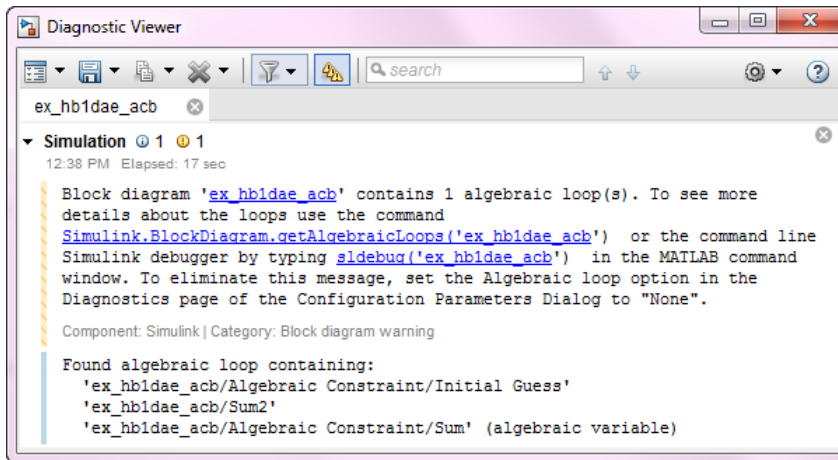 Diagnostic Viewer
search
ex_hb1dae_acb
Simulation 1 1
12:38 PM Elapsed: 17 sec
Block diagram 'ex_hb1dae_acb' contains 1 algebraic loop(s). To see more
details about the loops use the command
Simulink.BlockDiagram.getAlgebraicLoops('ex_hb1dae_acb') or the command line
Simulink debugger by typing sldebug('ex_hb1dae_acb') in the MATLAB command
window. To eliminate this message, set the Algebraic loop option in the
Diagnostics page of the Configuration Parameters Dialog to "None".
Component: Simulink | Category: Block diagram warning
Found algebraic loop containing:
'ex_hb1dae_acb/Algebraic Constraint/Initial Guess'
'ex_hb1dae_acb/Sum2'
'ex_hb1dae_acb/Algebraic Constraint/Sum' (algebraic variable)